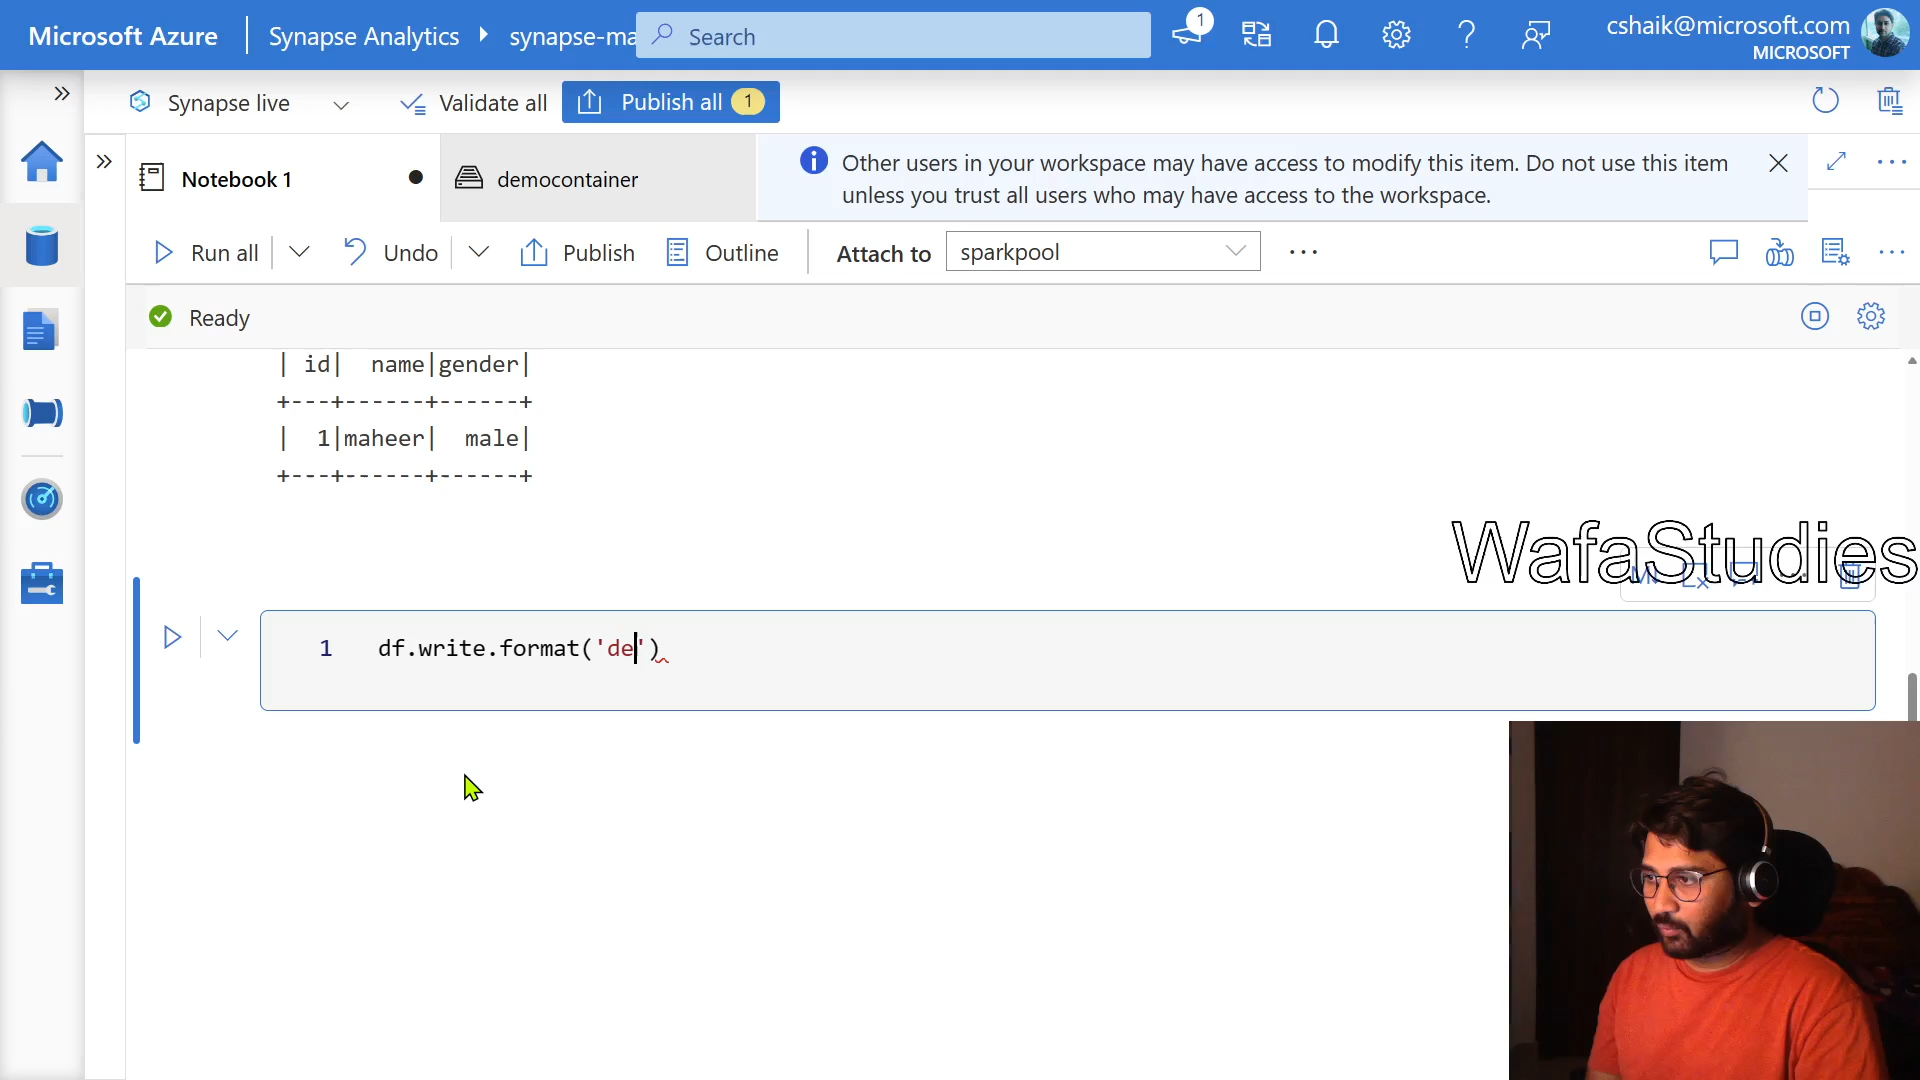 Microsoft Azure
Synapse Analytics
synapse-ma
Search
1
cshaik@microsoft.com
MICROSOFT
Synapse live
Validate all
Publish all
1
Notebook 1
democontainer
Other users in your workspace may have access to modify this item. Do not use this item
unless you trust all users who may have access to the workspace.
Run all
Undo
Publish
Outline
Attach to
sparkpool
Ready
| id|  name|gender|
+---+------+------+
|  1|maheer|  male|
+---+------+------+
WafaStudies
1
df.write.format('de')